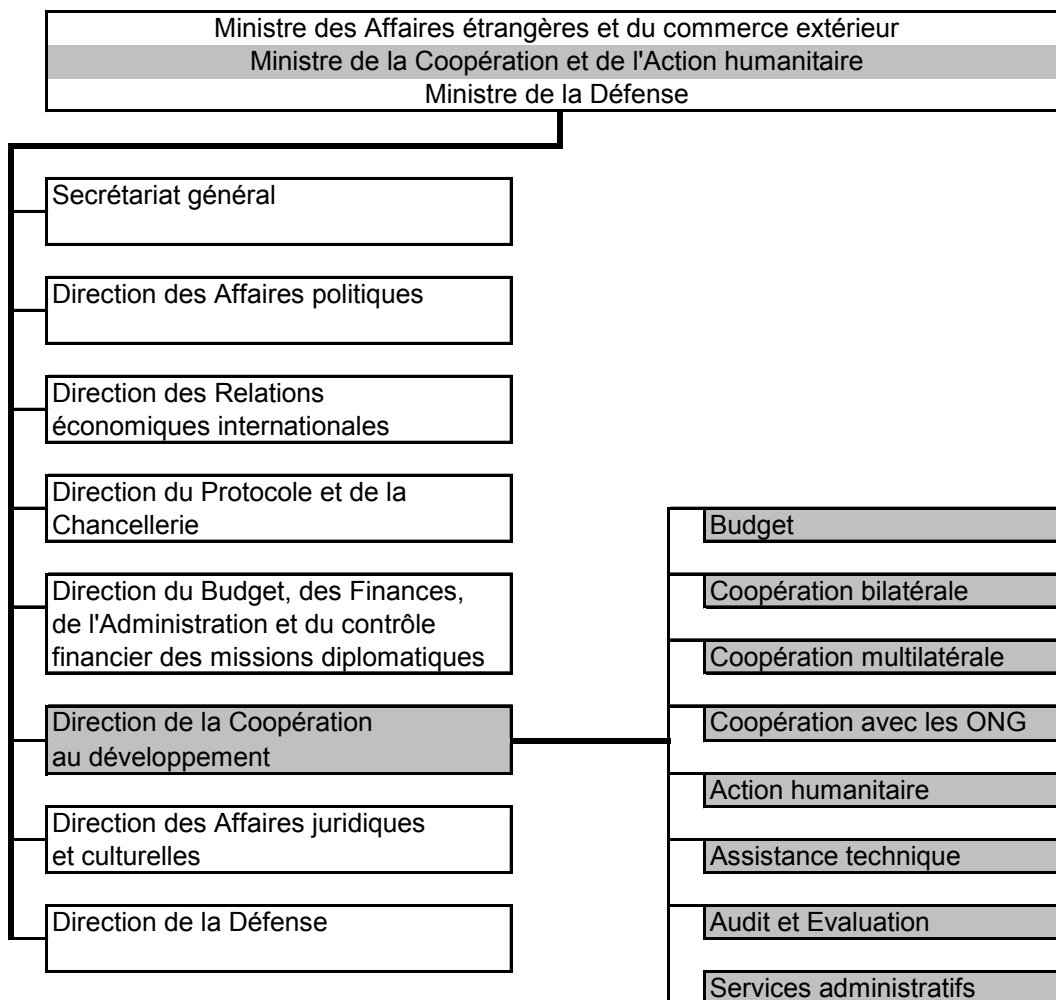 Ministre des Affaires étrangères et du commerce extérieur
Ministre de la Coopération et de l'Action humanitaire
Ministre de la Défense
Secrétariat général
Direction des Affaires politiques
Direction des Relations
économiques internationales
Direction du Protocole et de la
Chancellerie
Direction du Budget, des Finances,
de l'Administration et du contrôle
financier des missions diplomatiques
Direction de la Coopération
au développement
Direction des Affaires juridiques
et culturelles
Direction de la Défense
Budget
Coopération bilatérale
Coopération multilatérale
Coopération avec les ONG
Action humanitaire
Assistance technique
Audit et Evaluation
Services administratifs